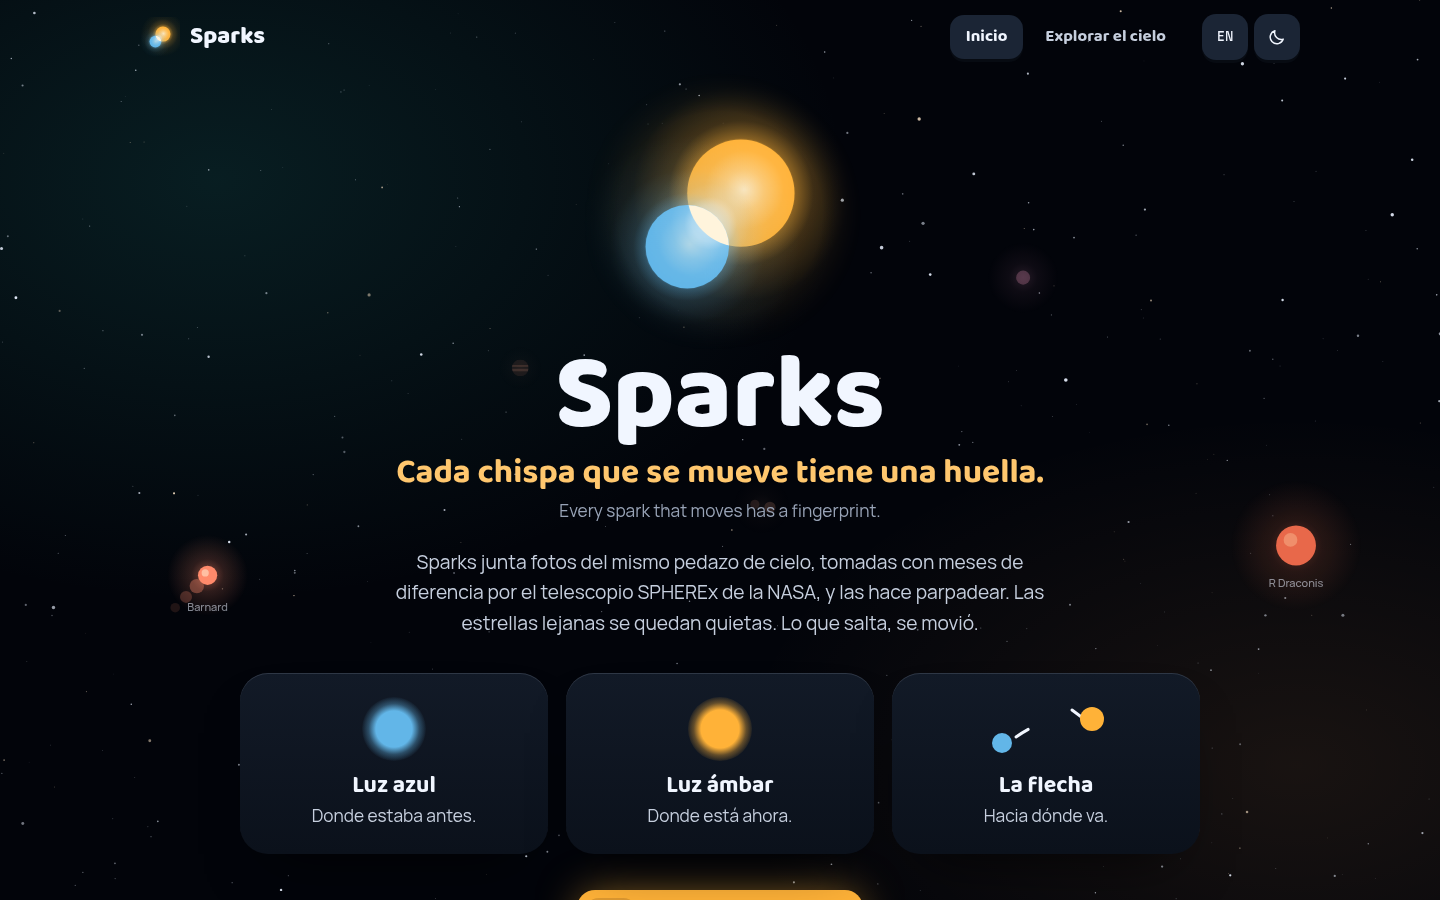 Sparks
Inicio
Explorar el cielo
EN
Sparks
Cada chispa que se mueve tiene una huella.
Every spark that moves has a fingerprint.
Sparks junta fotos del mismo pedazo de cielo, tomadas con meses de
diferencia por el telescopio SPHEREx de la NASA, y las hace parpadear. Las
estrellas lejanas se quedan quietas. Lo que salta, se movió.
Barnard
R Draconis
Luz azul
Donde estaba antes.
Luz ámbar
Donde está ahora.
La flecha
Hacia dónde va.